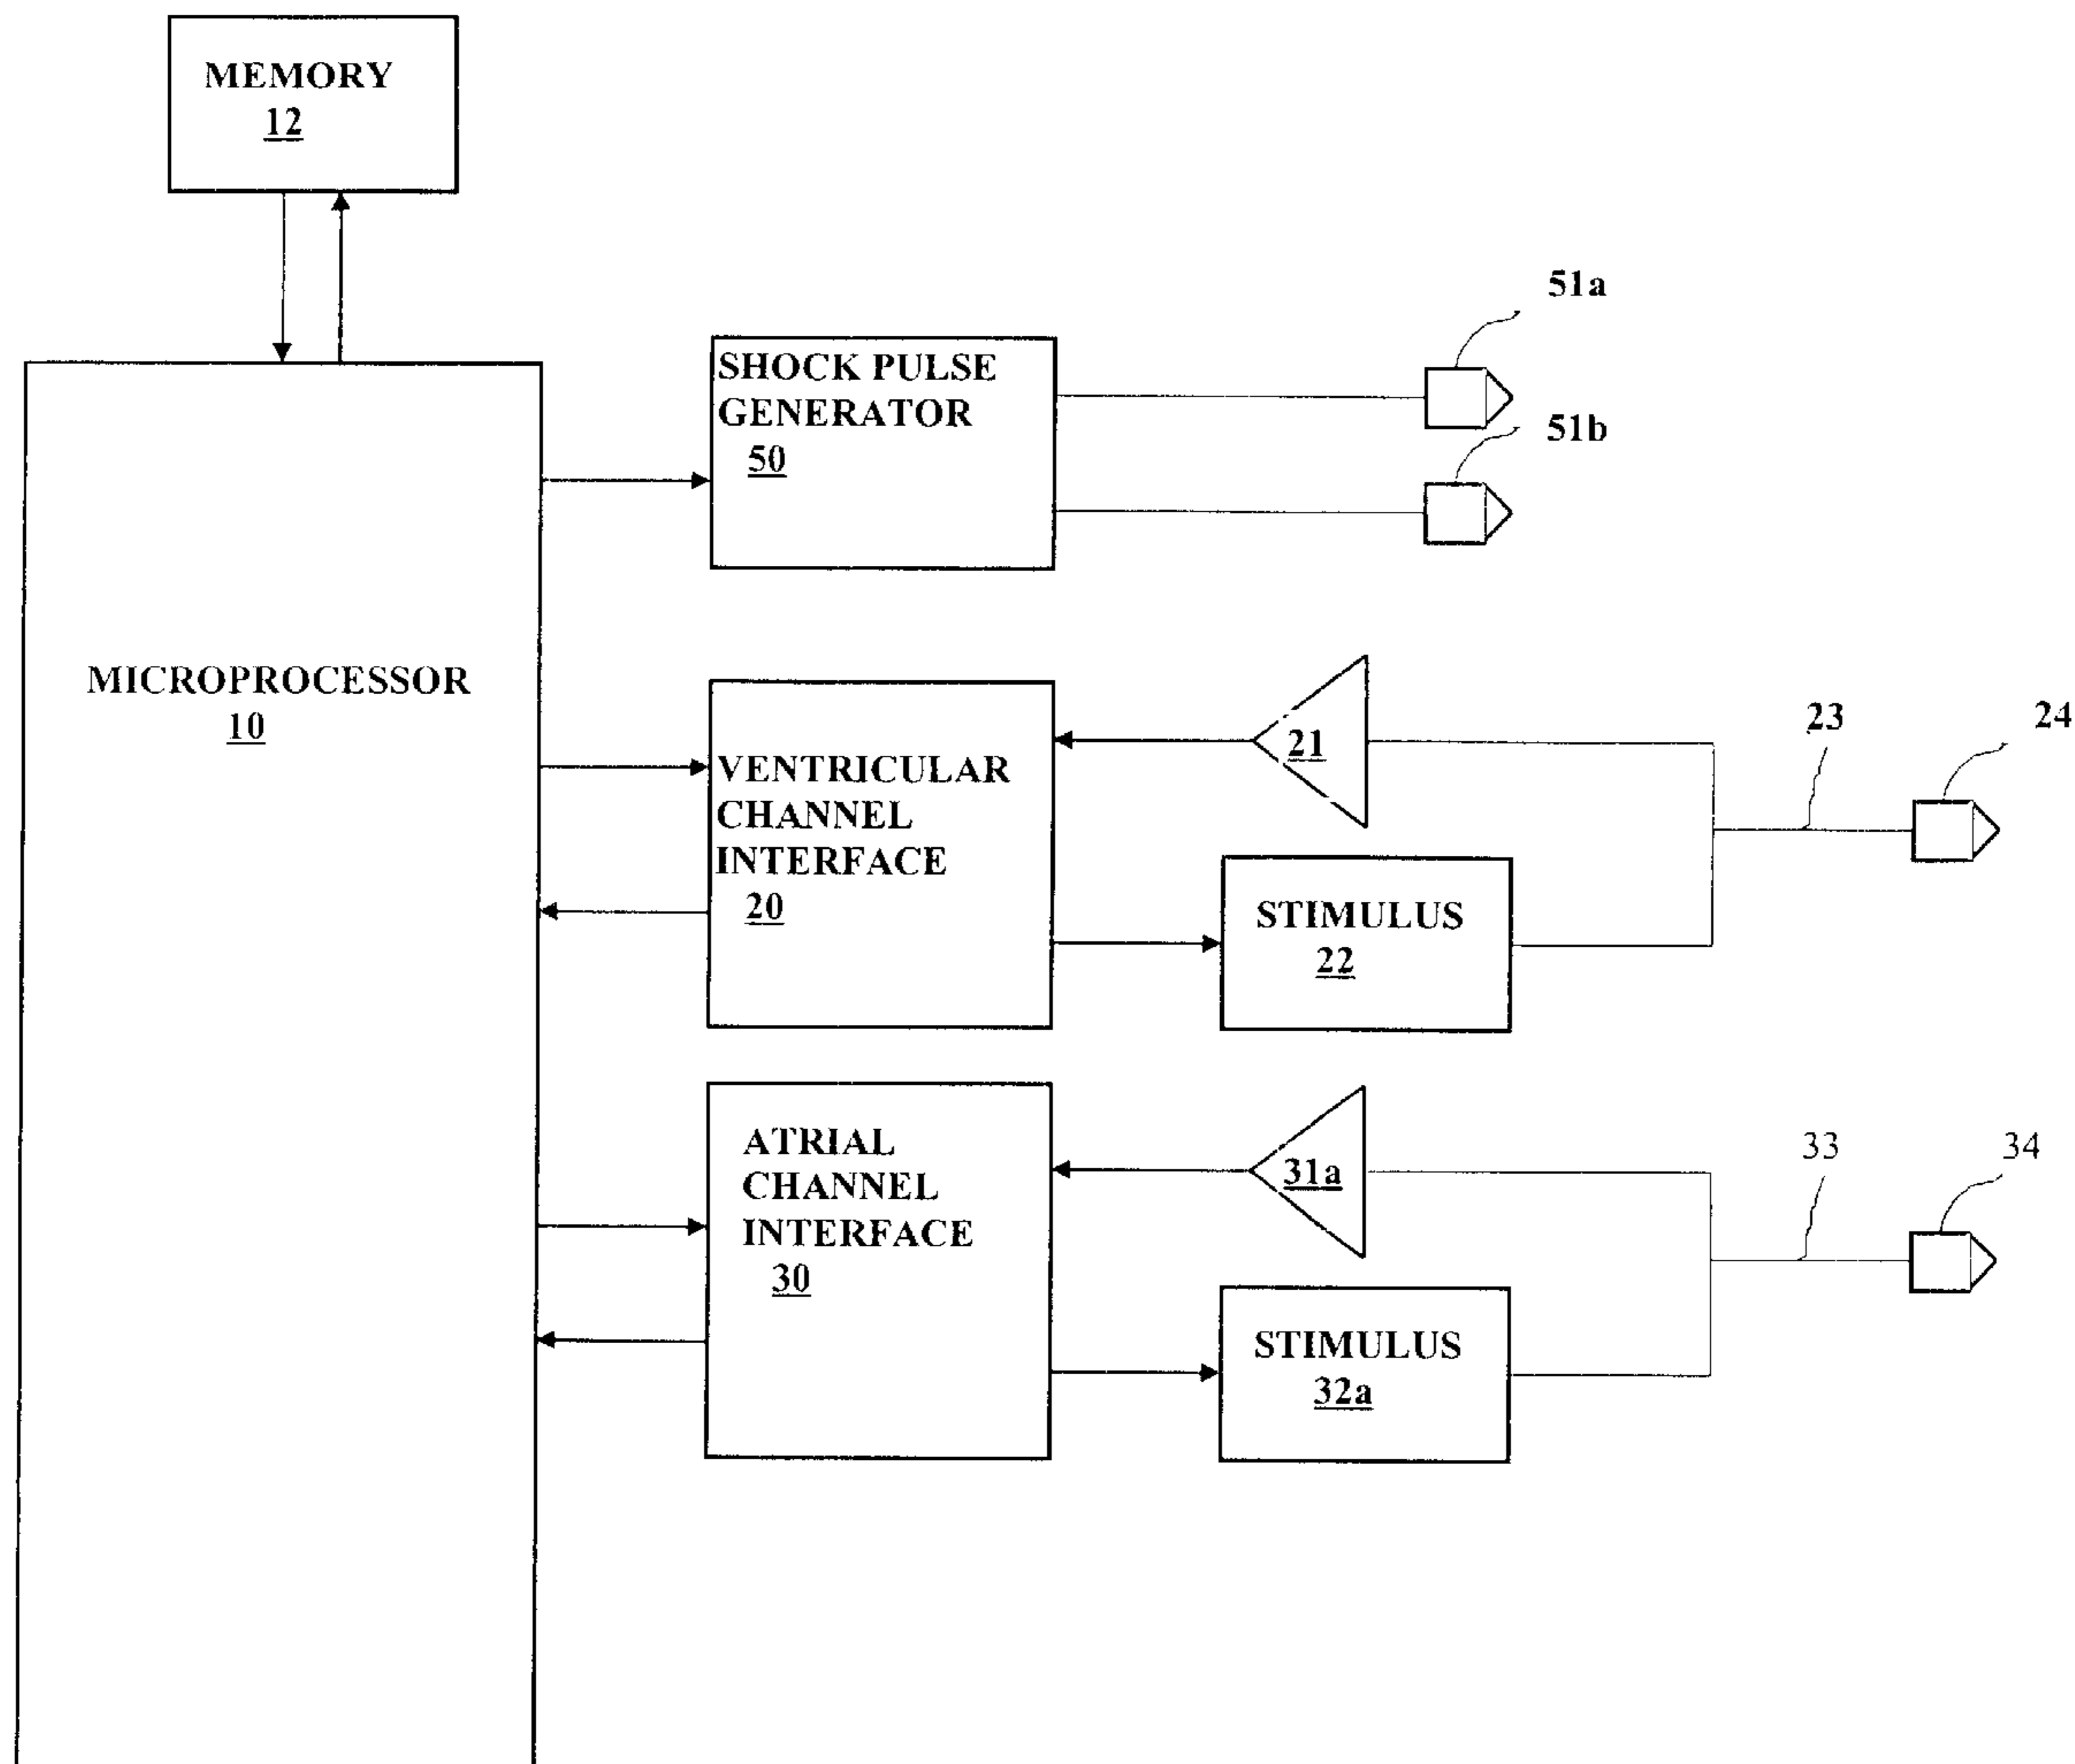 MEMORY
12
51a
SHOCK PULSE
GENERATOR
50
51b
MICROPROCESSOR
10
VENTRICULAR
CHANNEL
INTERFACE
20
21
23
24
STIMULUS
22
ATRIAL
CHANNEL
INTERFACE
30
31a
33
34
STIMULUS
32a